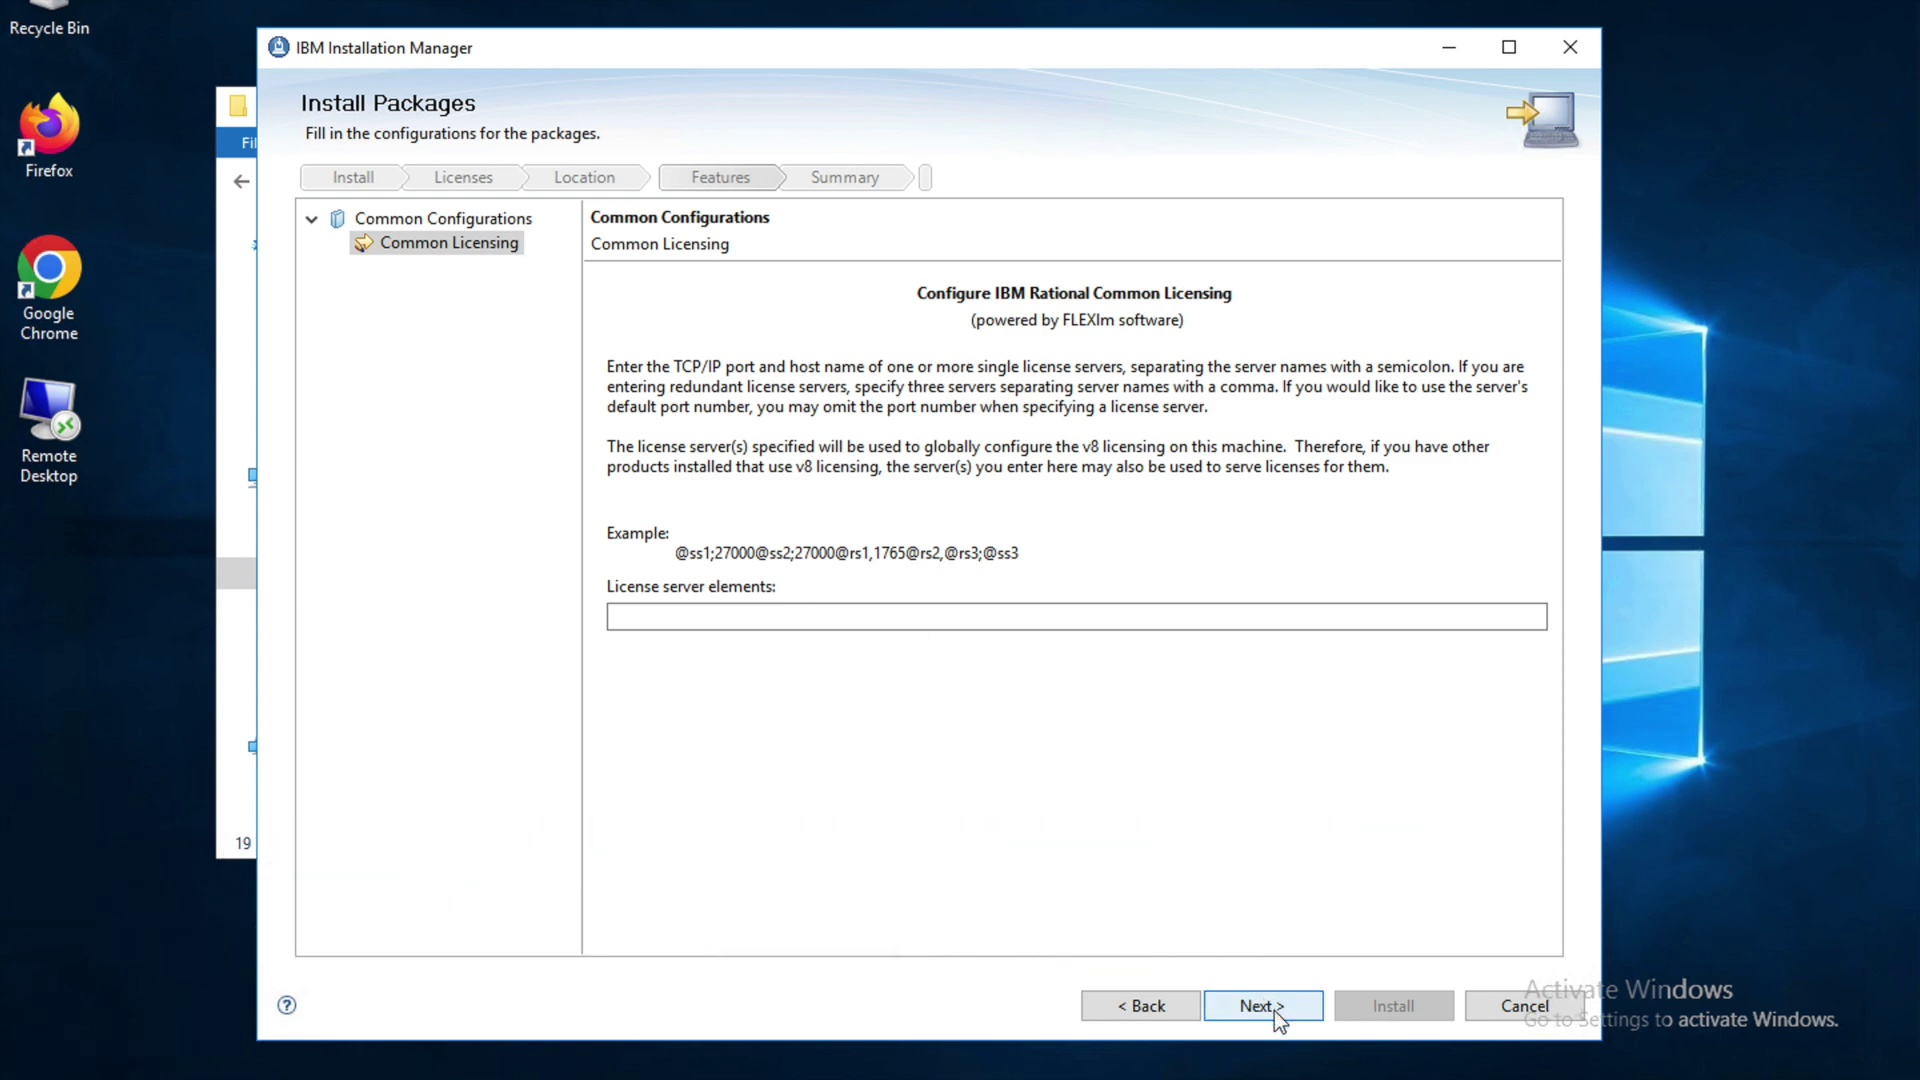 Recycle Bin
Firefox
Google
Chrome
Remote
Desktop
Fil
19
IBM Installation Manager
Install Packages
Fill in the configurations for the packages.
Install
Licenses
Location
Features
Summary
Common Configurations
Common Licensing
Common Configurations
Common Licensing
Configure IBM Rational Common Licensing
(powered by FLEXlm software)
Enter the TCP/IP port and host name of one or more single license servers, separating the server names with a semicolon. If you are
entering redundant license servers, specify three servers separating server names with a comma. If you would like to use the server's
default port number, you may omit the port number when specifying a license server.
The license server(s) specified will be used to globally configure the v8 licensing on this machine.  Therefore, if you have other
products installed that use v8 licensing, the server(s) you enter here may also be used to serve licenses for them.
Example:
@ss1;27000@ss2;27000@rs1,1765@rs2,@rs3;@ss3
License server elements:
?
< Back
Next >
Install
Cancel
Activate Windows
Go to Settings to activate Windows.